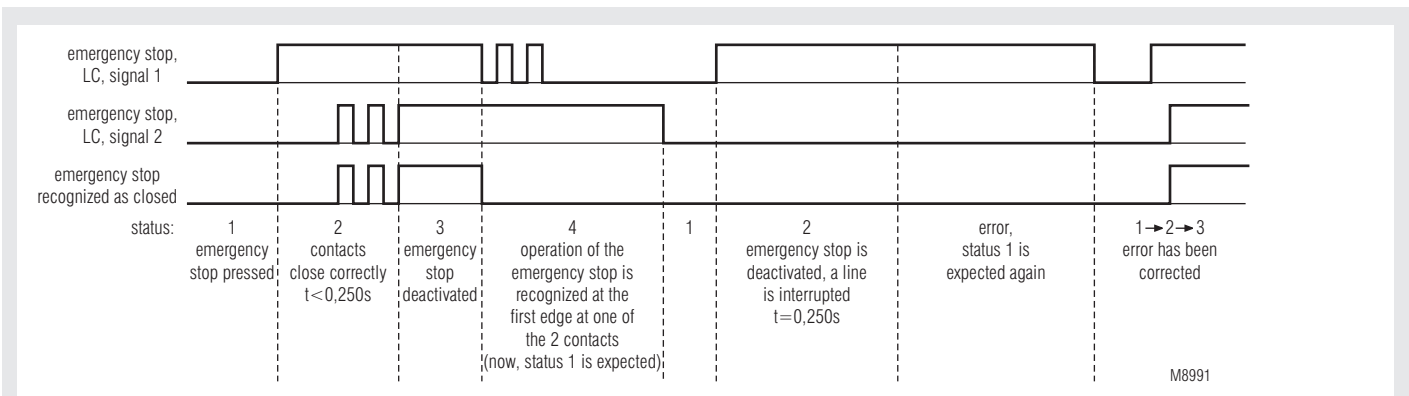 emergency stop,
LC, signal 1
emergency stop,
LC, signal 2
emergency stop
recognized as closed
status:
1
emergency
stop pressed
2
contacts
close correctly
t<0,250s
3
emergency
stop
deactivated
4
operation of the
emergency stop is
recognized at the
first edge at one of
the 2 contacts
(now, status 1 is expected)
1
2
emergency stop is
deactivated, a line
is interrupted
t=0,250s
error,
status 1 is
expected again
1→2→3
error has been
corrected
M8991